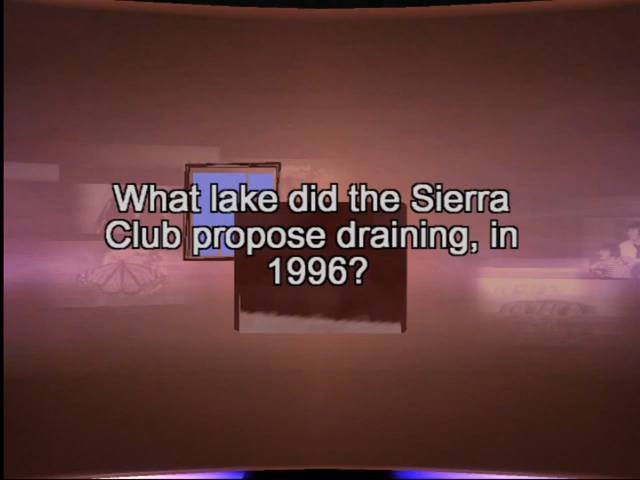 What lake did the Sierra
Club propose draining, in
1996?